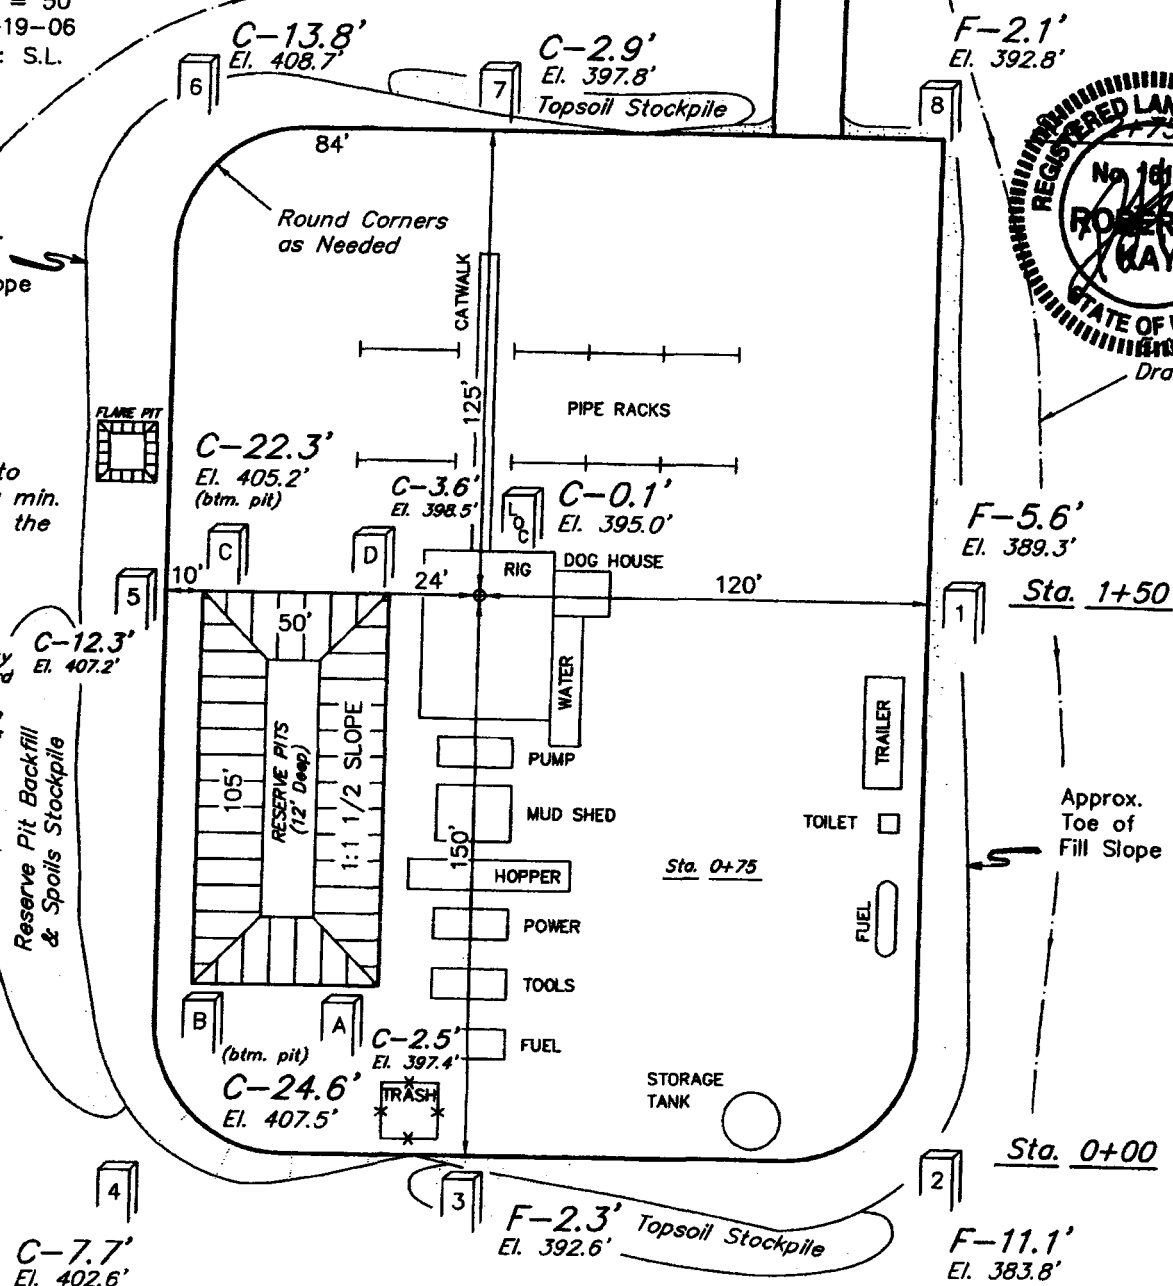 = 50'
-19-06
: S.L.
C-13.8'
El. 408.7'
C-2.9'
El. 397.8'
Topsoil Stockpile
F-2.1'
El. 392.8'
6
7
8
REGISTERED LAN
+75
No. 161
ROBER
KAY
STATE OF
Dra
84'
Round Corners
as Needed
ope
CATWALK
125'
PIPE RACKS
FLARE PIT
C-22.3'
El. 405.2'
(btm. pit)
to
min.
the
C-3.6'
El. 398.5'
LOC
C-0.1'
El. 395.0'
F-5.6'
El. 389.3'
C
D
RIG
DOG HOUSE
10'
24'
120'
5
1
Sta. 1+50
50'
C-12.3'
El. 407.2'
y
rd
WATER
TRAILER
Reserve Pit Backfill
& Spoils Stockpile
105'
RESERVE PITS
(12' Deep)
1:1 1/2 SLOPE
PUMP
MUD SHED
150'
TOILET
Approx.
Toe of
Fill Slope
HOPPER
Sta. 0+75
POWER
FUEL
TOOLS
B
A
(btm. pit)
C-24.6'
El. 407.5'
C-2.5'
El. 397.4'
FUEL
TRASH
STORAGE
TANK
4
3
2
Sta. 0+00
C-7.7'
El. 402.6'
F-2.3'
El. 392.6'
Topsoil Stockpile
F-11.1'
El. 383.8'